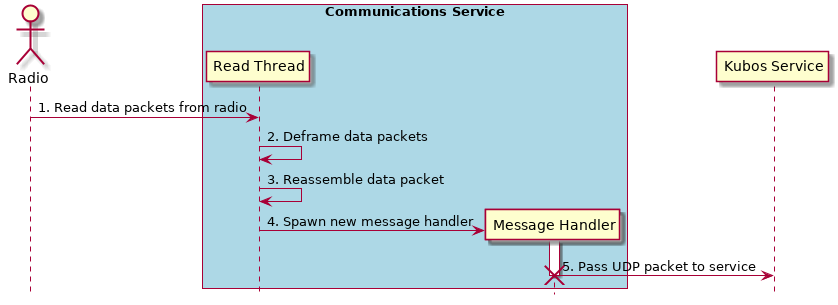 Communications Service
Radio
Read Thread
Kubos Service
1. Read data packets from radio
2. Deframe data packets
3. Reassemble data packet
4. Spawn new message handler
Message Handler
5. Pass UDP packet to service